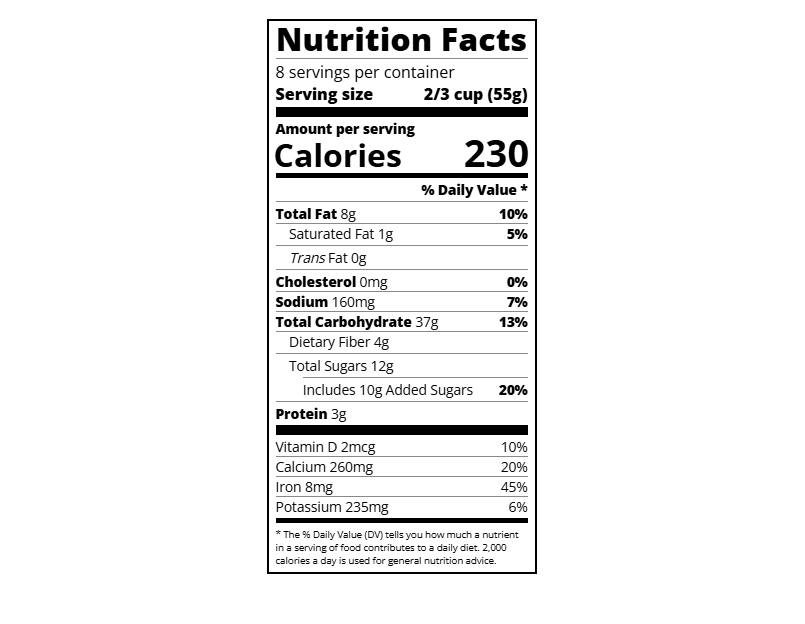 Nutrition Facts
8 servings per container
Serving size 2/3 cup (55g)
Amount per serving
Calories 230
% Daily Value *
Total Fat 8g 10%
Saturated Fat 1g 5%
Trans Fat 0g
Cholesterol 0mg 0%
Sodium 160mg 7%
Total Carbohydrate 37g 13%
Dietary Fiber 4g
Total Sugars 12g
Includes 10g Added Sugars 20%
Protein 3g
Vitamin D 2mcg 10%
Calcium 260mg 20%
Iron 8mg 45%
Potassium 235mg 6%
* The % Daily Value (DV) tells you how much a nutrient
in a serving of food contributes to a daily diet. 2,000
calories a day is used for general nutrition advice.